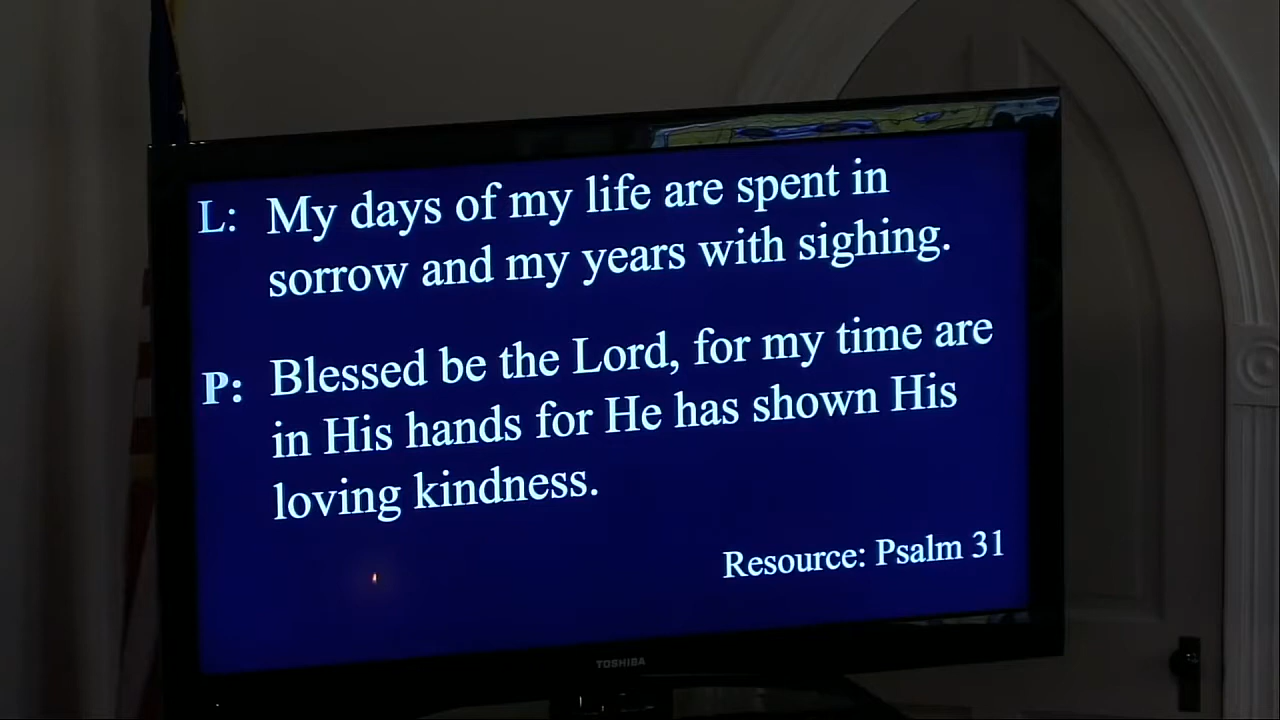 L: My days of my life are spent in
sorrow and my years with sighing.
P: Blessed be the Lord, for my time are
in His hands for He has shown His
loving kindness.
Resource: Psalm 31
TOSHIBA